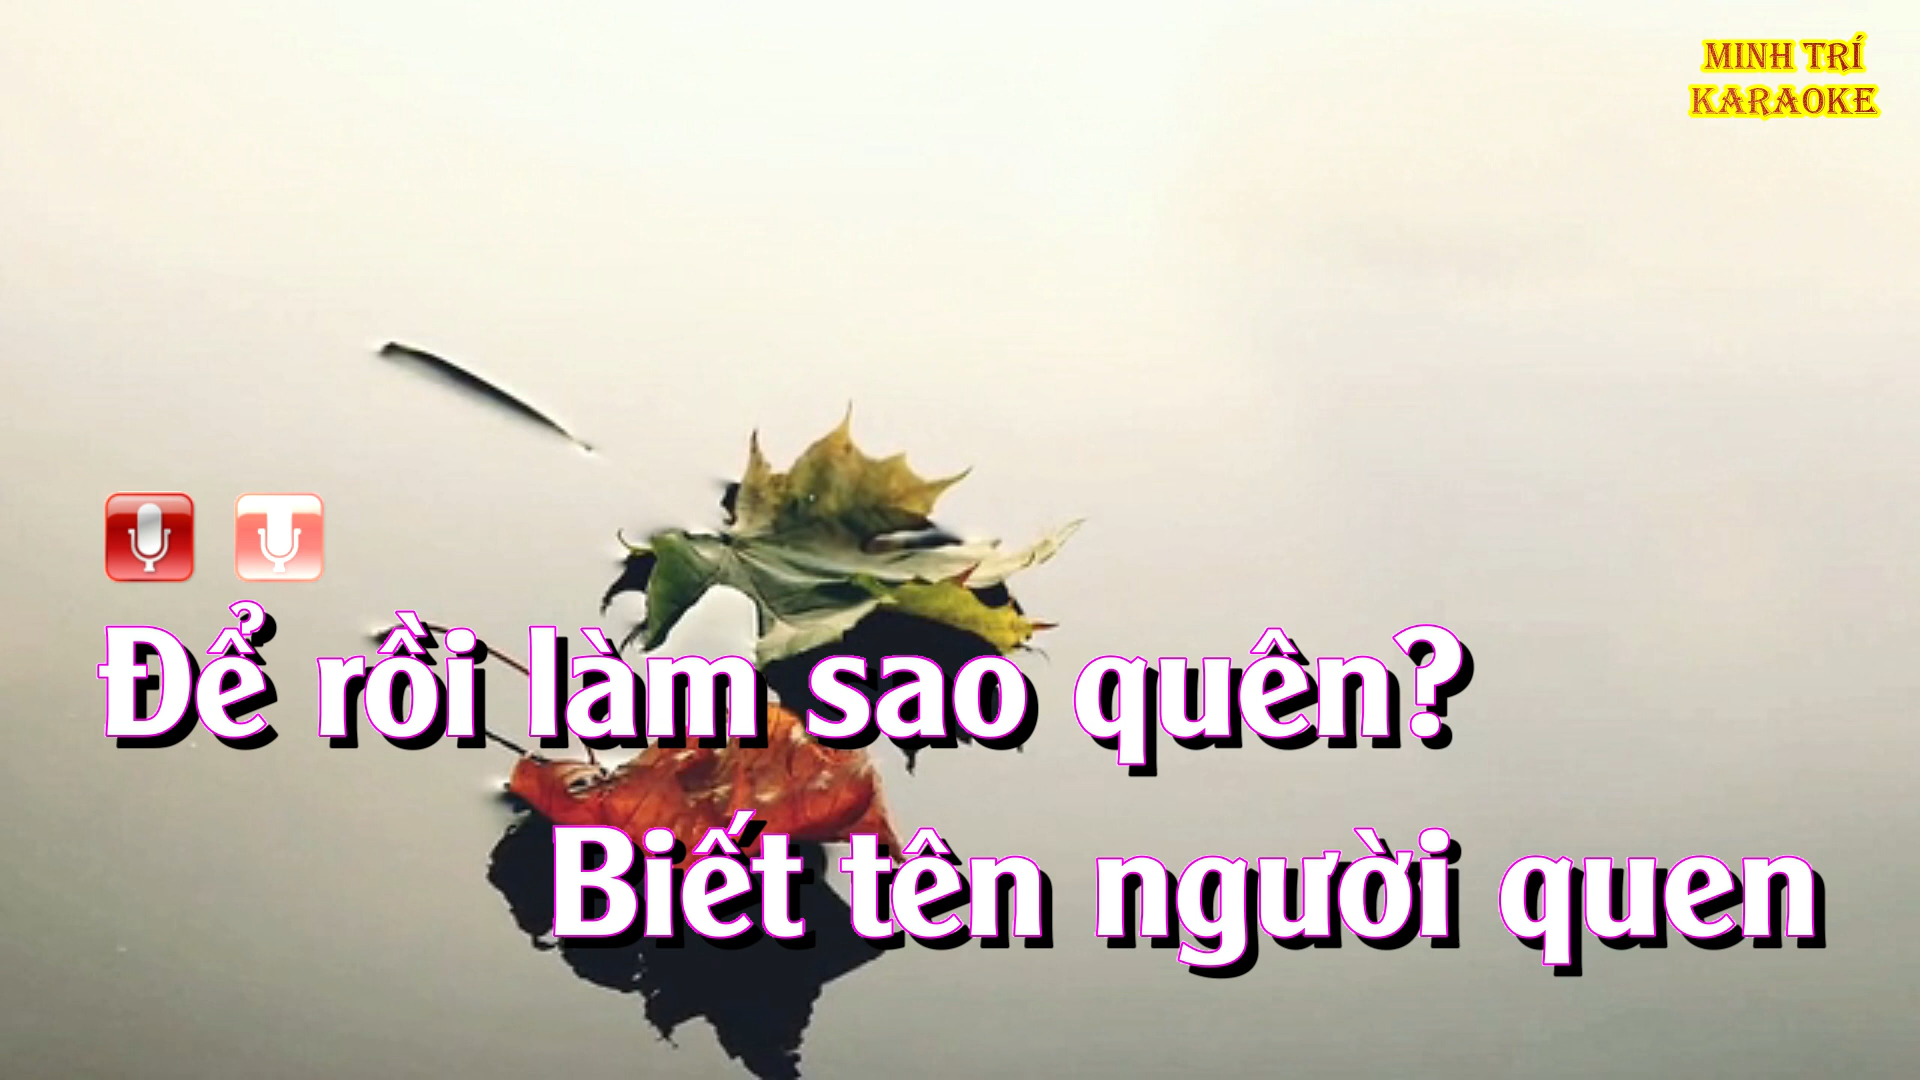 MINH TRÍ
KARAOKE
Để rồi làm sao quên?
Biết tên người quen